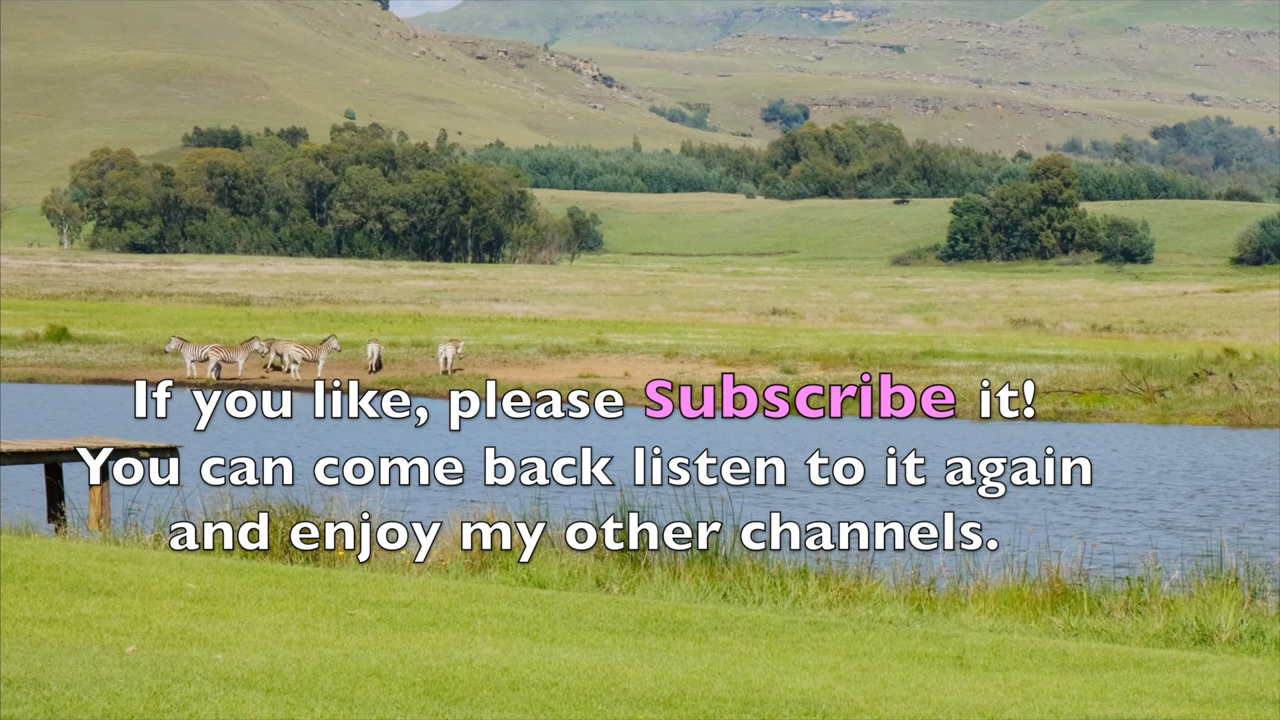 If you like, please Subscribe it!
You can come back listen to it again
and enjoy my other channels.